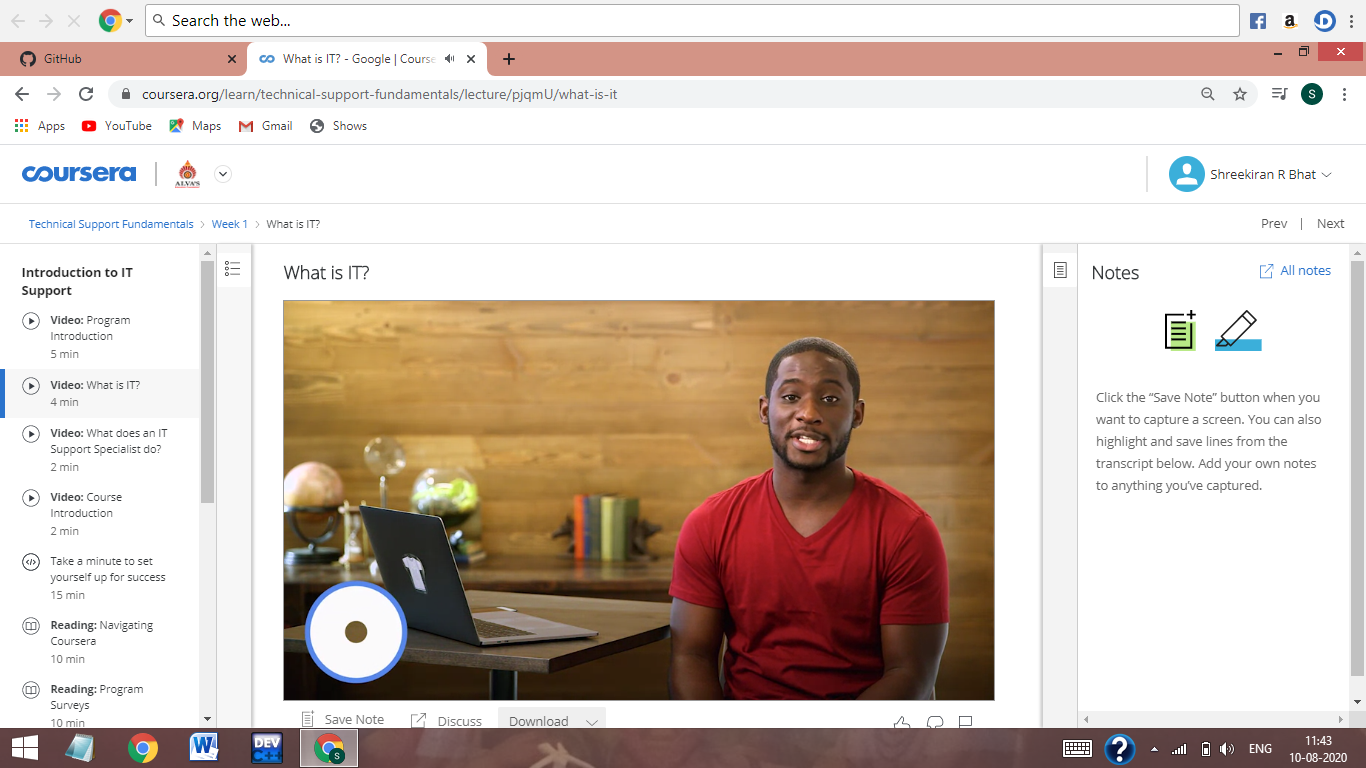 Search the web...
GitHub
What is IT? - Google | Course
coursera.org/learn/technical-support-fundamentals/lecture/pjqmU/what-is-it
S
Apps
YouTube
Maps
Gmail
Shows
coursera
ALVA'S
Shreekiran R Bhat
Technical Support Fundamentals > Week 1 > What is IT?
Prev | Next
Introduction to IT
Support
Video: Program
Introduction
5 min
Video: What is IT?
4 min
Video: What does an IT
Support Specialist do?
2 min
Video: Course
Introduction
2 min
Take a minute to set
yourself up for success
15 min
Reading: Navigating
Coursera
10 min
Reading: Program
Surveys
10 min
What is IT?
Save Note
Discuss
Download
Notes
All notes
Click the “Save Note” button when you
want to capture a screen. You can also
highlight and save lines from the
transcript below. Add your own notes
to anything you’ve captured.
DEV
C++
S
ENG
11:43
10-08-2020